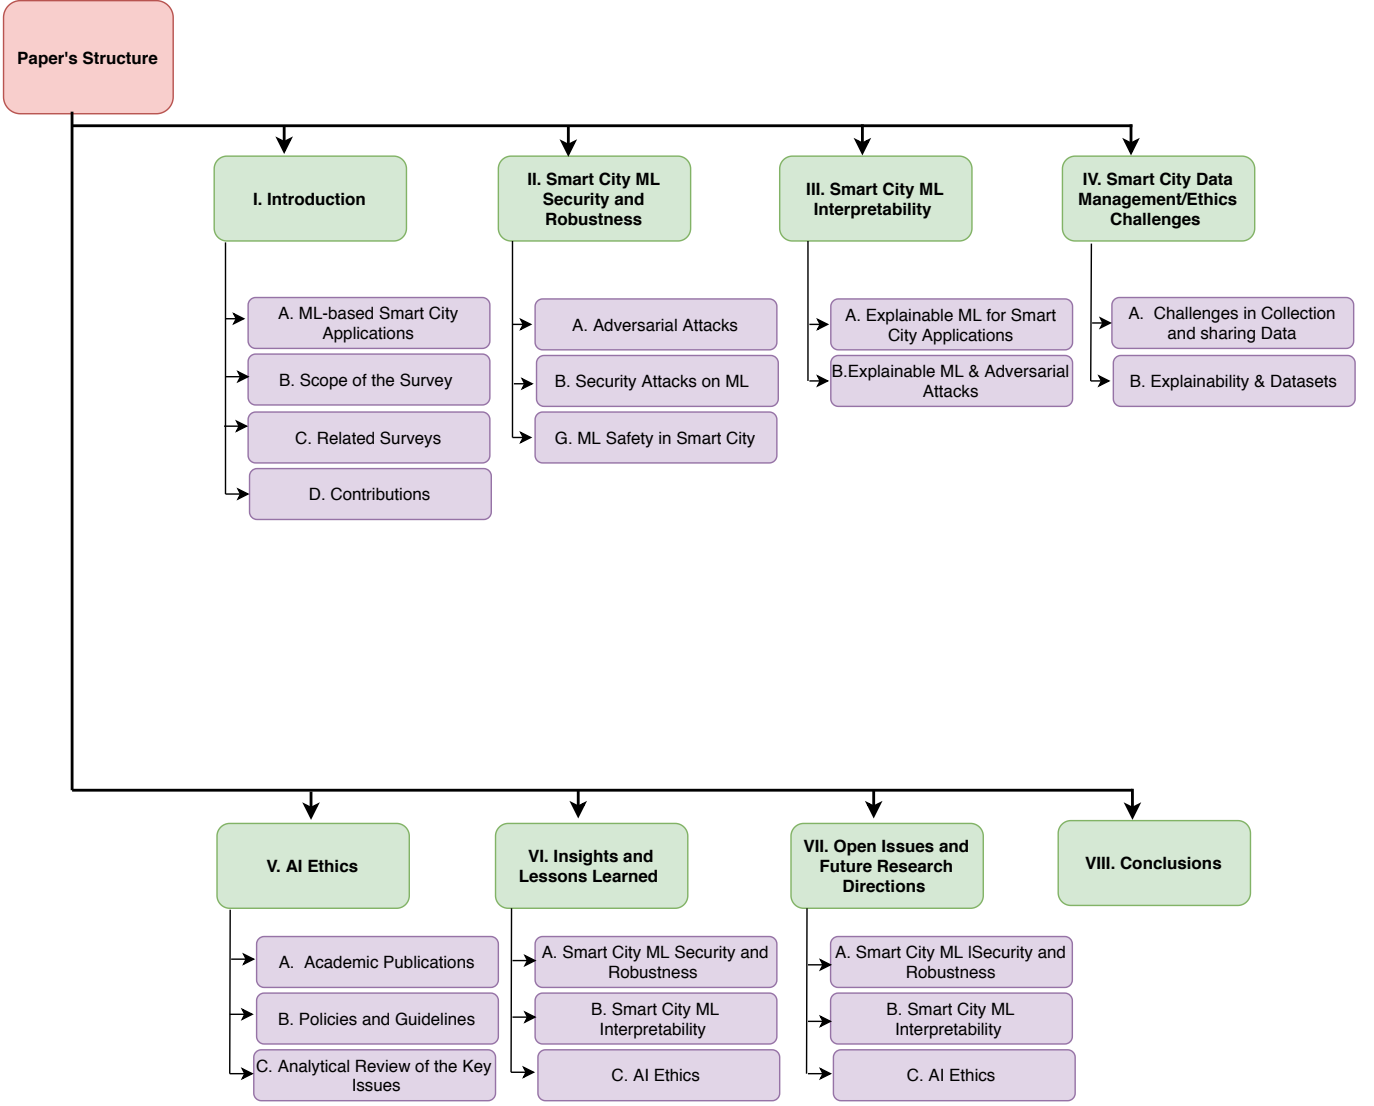 Paper's Structure
I. Introduction
II. Smart City ML
Security and
Robustness
III. Smart City ML
Interpretability
IV. Smart City Data
Management/Ethics
Challenges
A. ML-based Smart City
Applications
B. Scope of the Survey
C. Related Surveys
D. Contributions
A. Adversarial Attacks
B. Security Attacks on ML
G. ML Safety in Smart City
A. Explainable ML for Smart
City Applications
B.Explainable ML & Adversarial
Attacks
A. Challenges in Collection
and sharing Data
B. Explainability & Datasets
V. AI Ethics
VI. Insights and
Lessons Learned
VII. Open Issues and
Future Research
Directions
VIII. Conclusions
A. Academic Publications
B. Policies and Guidelines
C. Analytical Review of the Key
Issues
A. Smart City ML Security and
Robustness
B. Smart City ML
Interpretability
C. AI Ethics
A. Smart City ML lSecurity and
Robustness
B. Smart City ML
Interpretability
C. AI Ethics